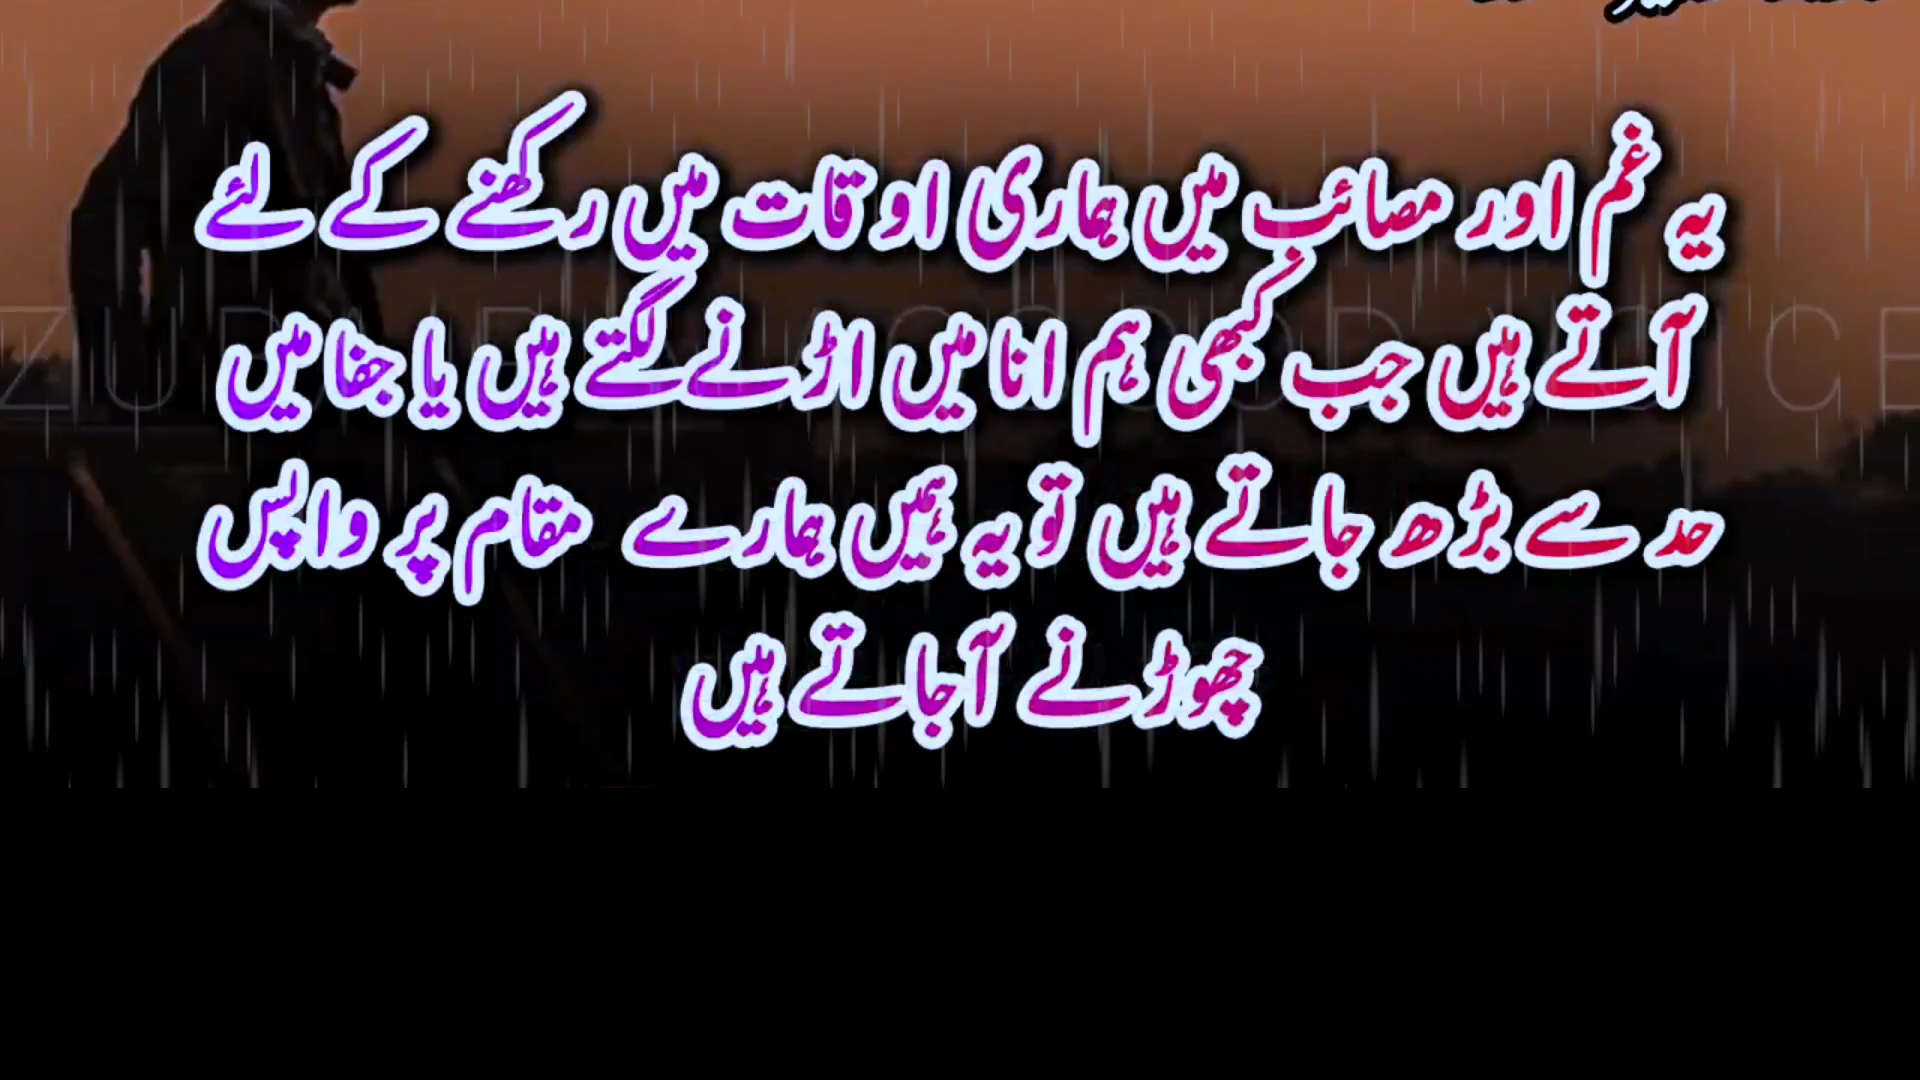 یہ غم اور مصائب میں ہماری اوقات میں رکھنے کے لئے
آتے ہیں جب کبھی ہم انا میں اڑنے لگتے ہیں یا جفا میں
حد سے بڑھ جاتے ہیں تو یہ ہمیں ہمارے مقام پر واپس
چھوڑنے آجاتے ہیں